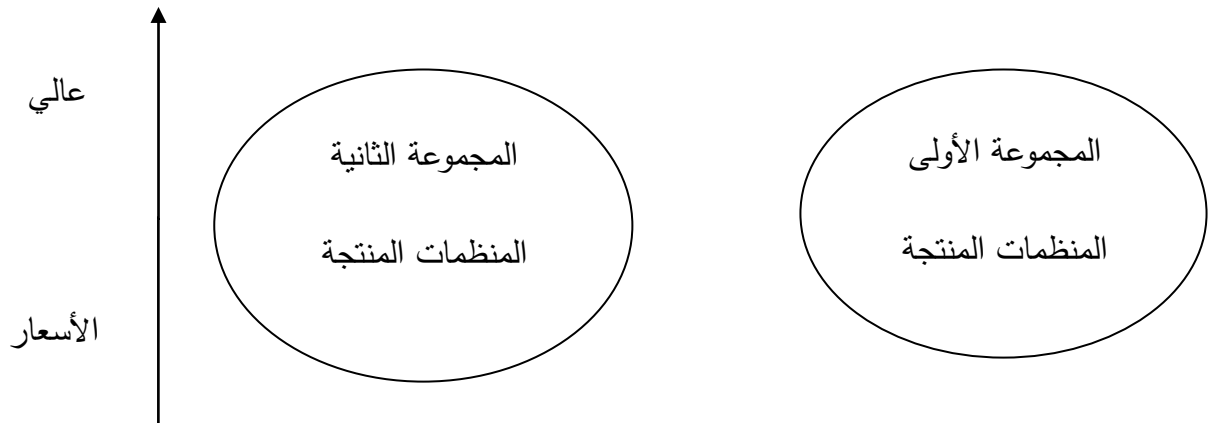 عالي
المجموعة الأولى
المجموعة الثانية
المنظمات المنتجة
المنظمات المنتجة
الأسعار